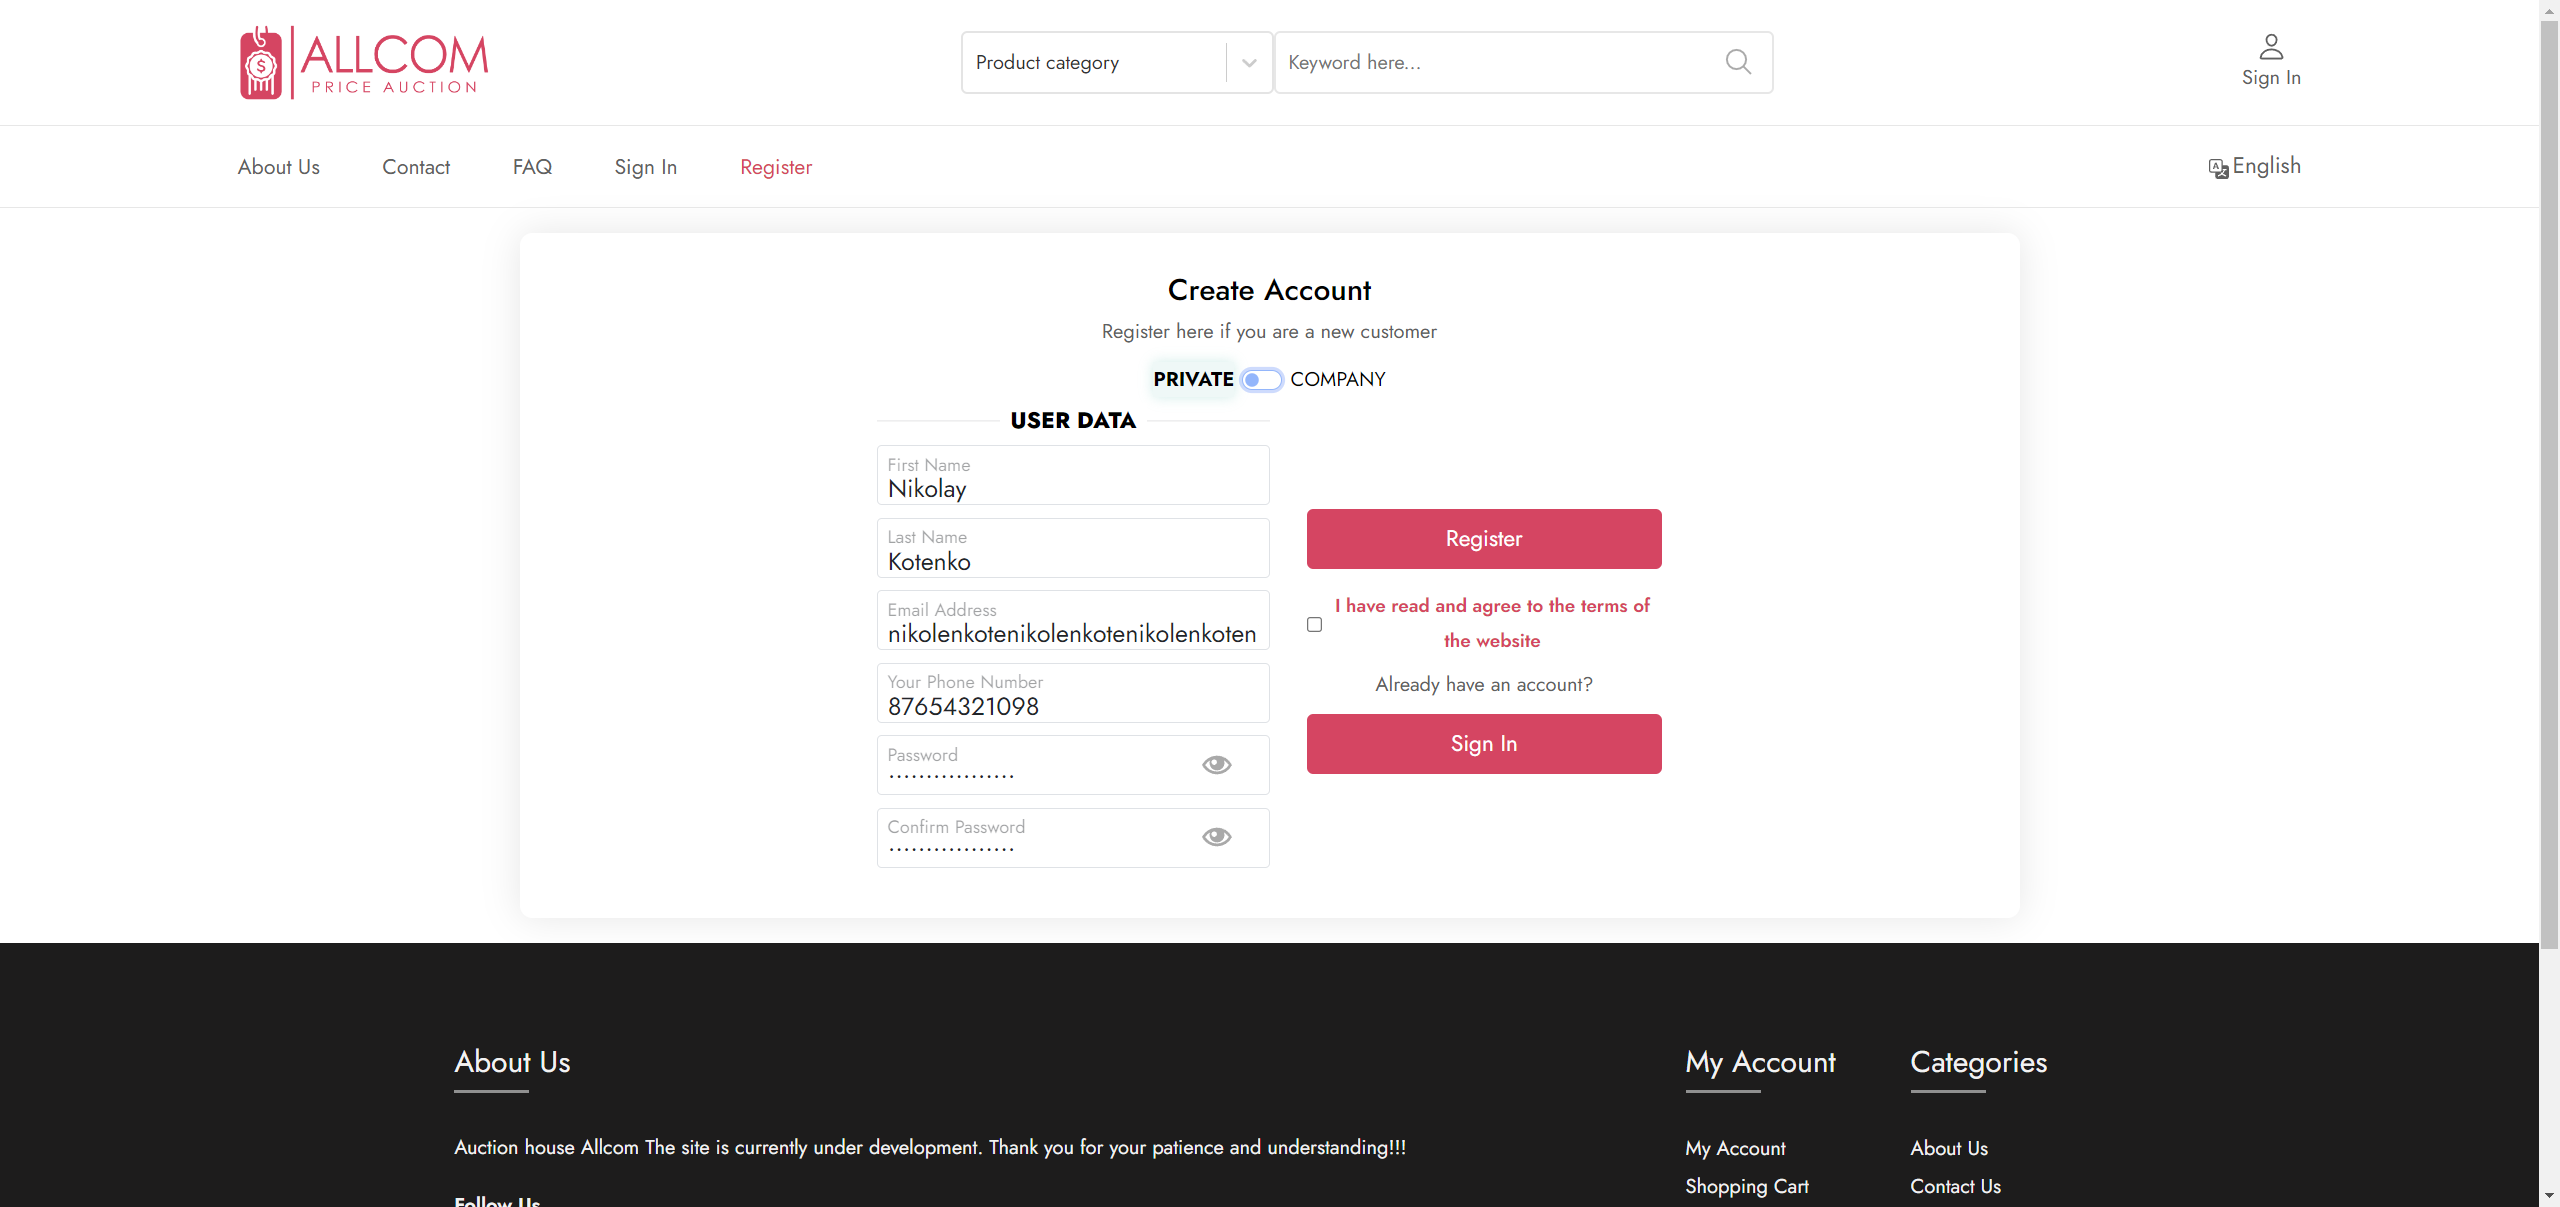 ALLCOM
PRICE AUCTION
Product category
Keyword here...
Sign In
About Us
Contact
FAQ
Sign In
Register
English
Create Account
Register here if you are a new customer
PRIVATE
COMPANY
USER DATA
First Name
Nikolay
Last Name
Kotenko
Email Address
nikolenkotenikolenkotenikolenkoten
Your Phone Number
87654321098
Password
Confirm Password
Register
I have read and agree to the terms of
the website
Already have an account?
Sign In
About Us
Auction house Allcom The site is currently under development. Thank you for your patience and understanding!!!
Follow Us
My Account
My Account
Shopping Cart
Categories
About Us
Contact Us